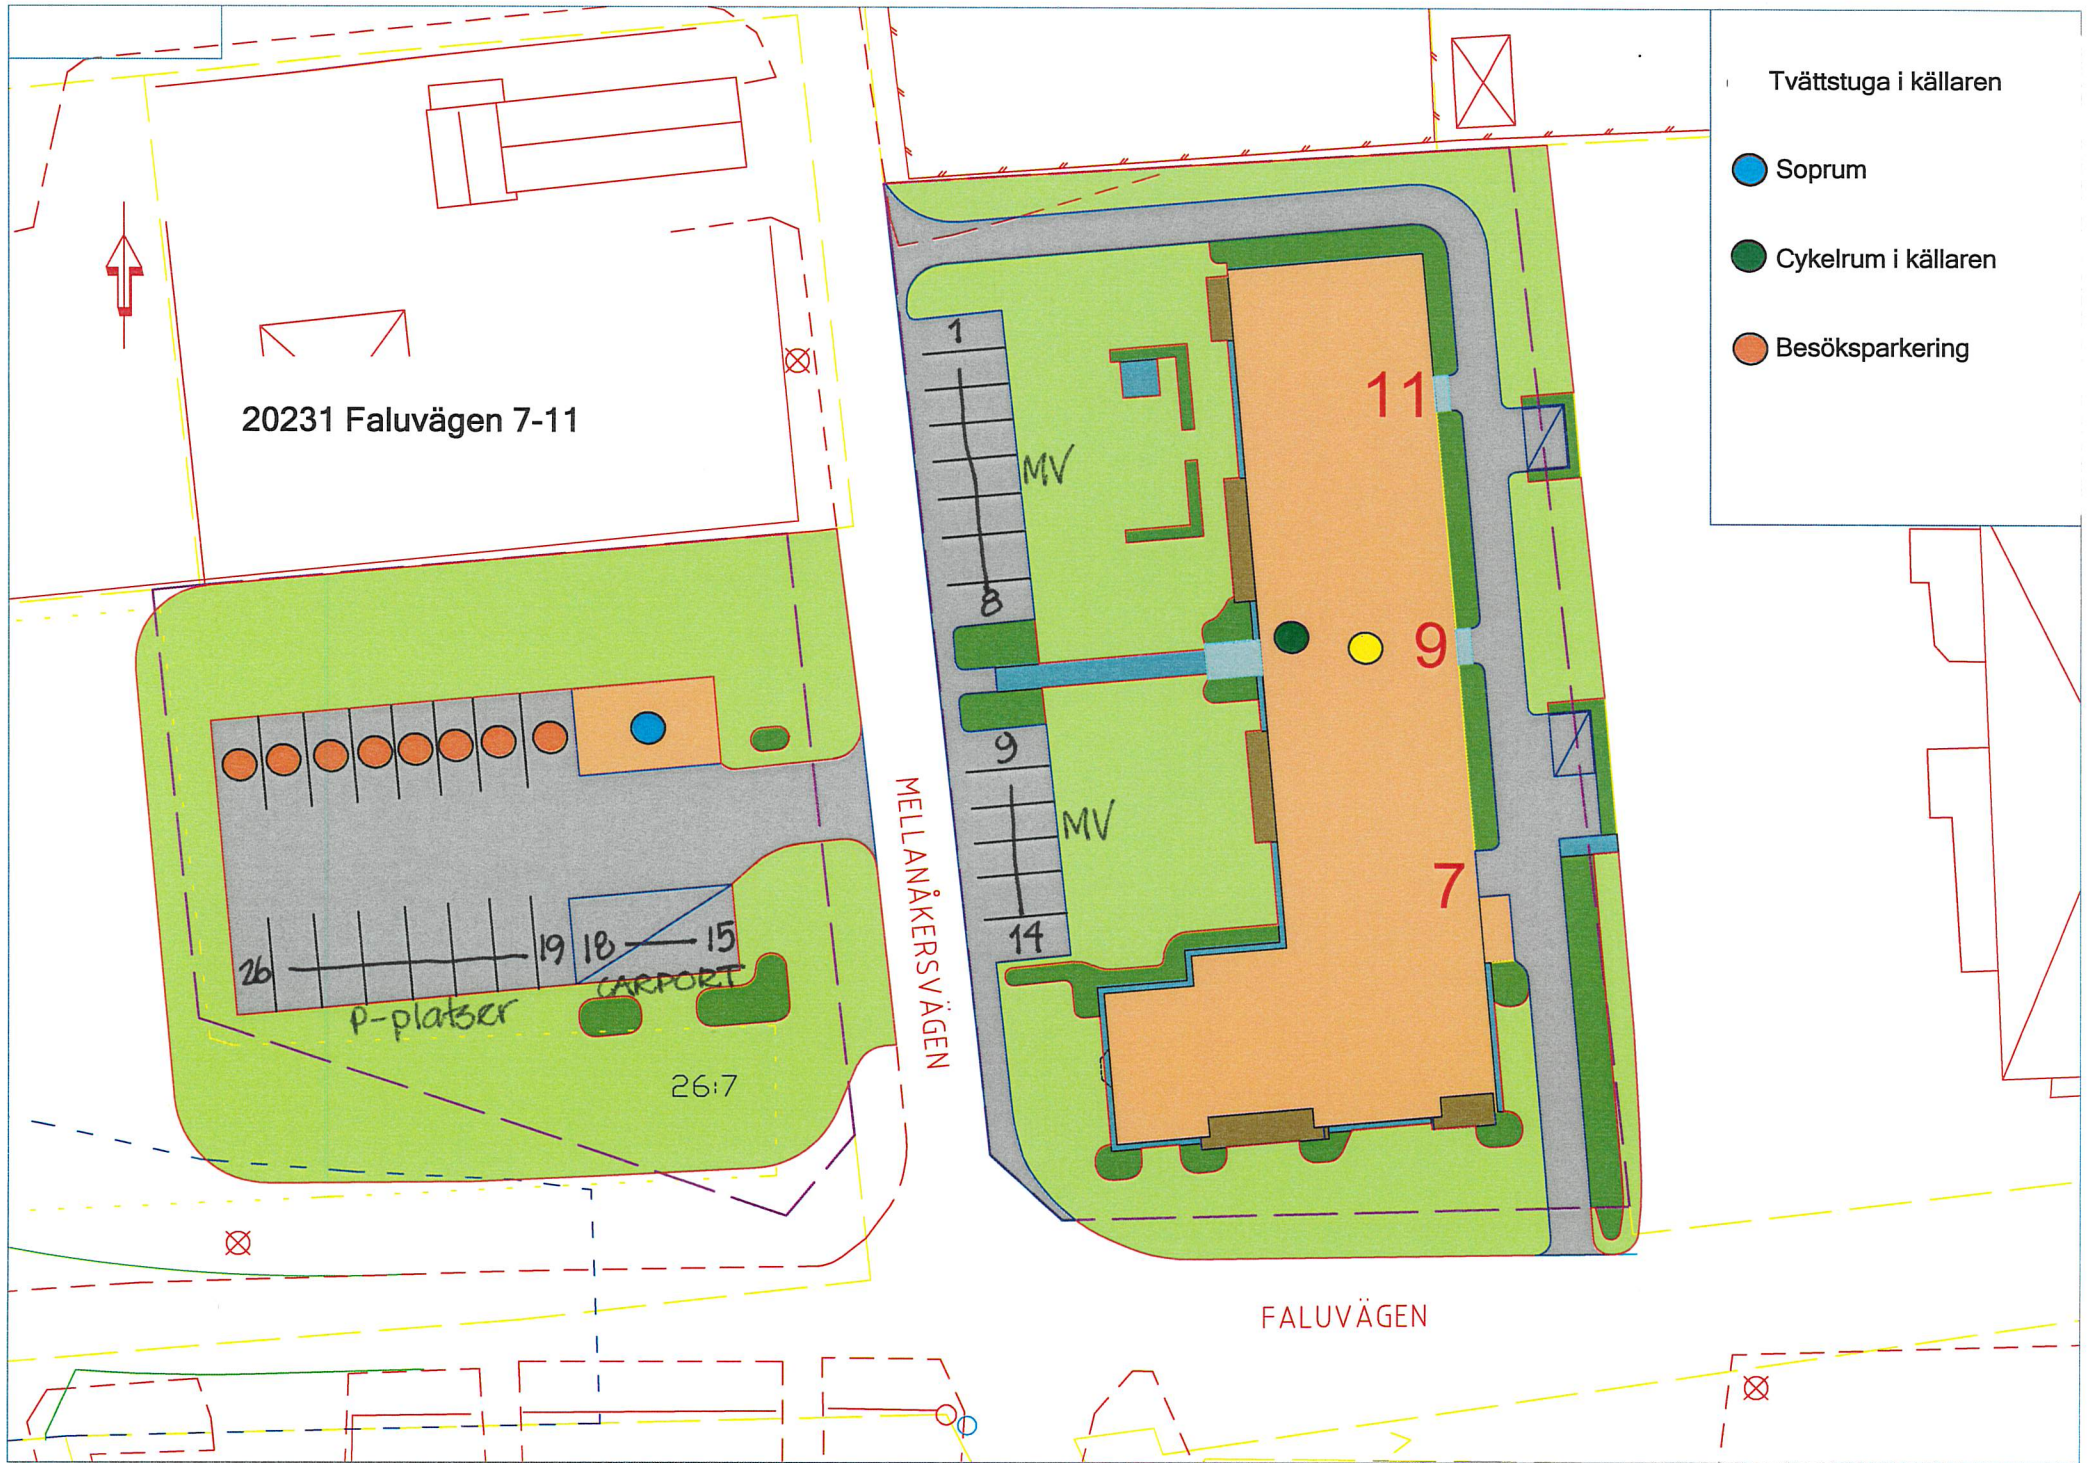 Tvättstuga i källaren
Soprum
Cykelrum i källaren
Besöksparkering
20231 Faluvägen 7-11
1
MV
8
11
9
7
9
MV
14
MELLANÅKERSVÄGEN
26 19 18 15
CARPORT
P-platser
26:7
FALUVÄGEN